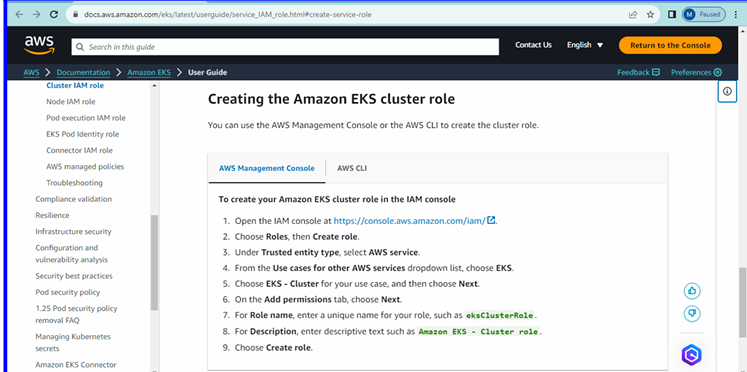 docs.aws.amazon.com/eks/latest/userguide/service_IAM_role.html#create-service-role
M Paused
aws
Search in this guide
Contact Us
English
Return to the Console
AWS > Documentation > Amazon EKS > User Guide
Feedback
Preferences
Cluster IAM role
Node IAM role
Pod execution IAM role
EKS Pod Identity role
Connector IAM role
AWS managed policies
Troubleshooting
Compliance validation
Resilience
Infrastructure security
Configuration and
vulnerability analysis
Security best practices
Pod security policy
1.25 Pod security policy
removal FAQ
Managing Kubernetes
secrets
Amazon EKS Connector
Creating the Amazon EKS cluster role
You can use the AWS Management Console or the AWS CLI to create the cluster role.
AWS Management Console
AWS CLI
To create your Amazon EKS cluster role in the IAM console
1. Open the IAM console at https://console.aws.amazon.com/iam/.
2. Choose Roles, then Create role.
3. Under Trusted entity type, select AWS service.
4. From the Use cases for other AWS services dropdown list, choose EKS.
5. Choose EKS - Cluster for your use case, and then choose Next.
6. On the Add permissions tab, choose Next.
7. For Role name, enter a unique name for your role, such as eksClusterRole.
8. For Description, enter descriptive text such as Amazon EKS - Cluster role.
9. Choose Create role.